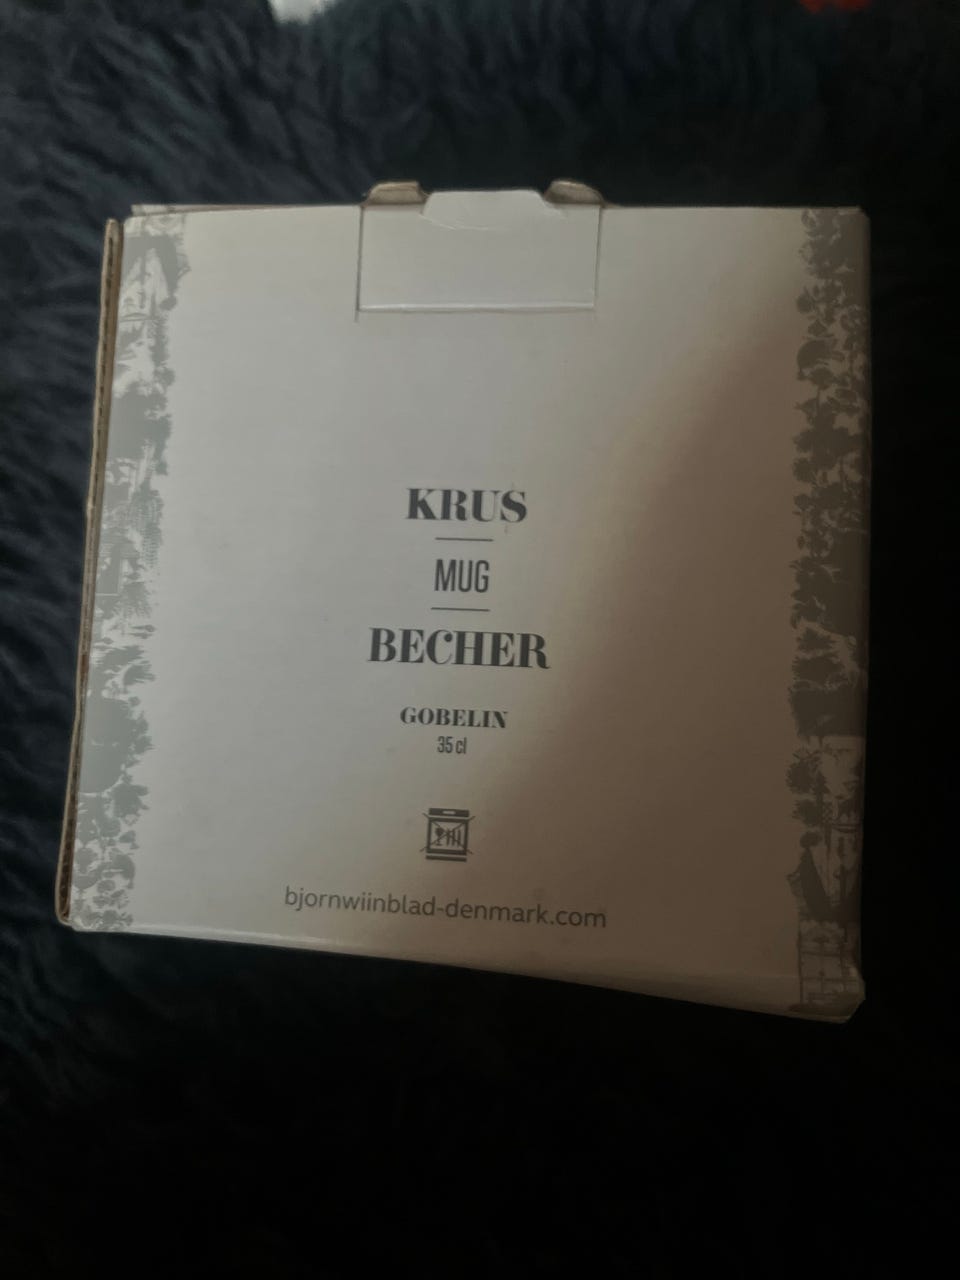 KRUS
MUG
BECHER
GOBELIN
35 cl
bjornwiinblad-denmark.com